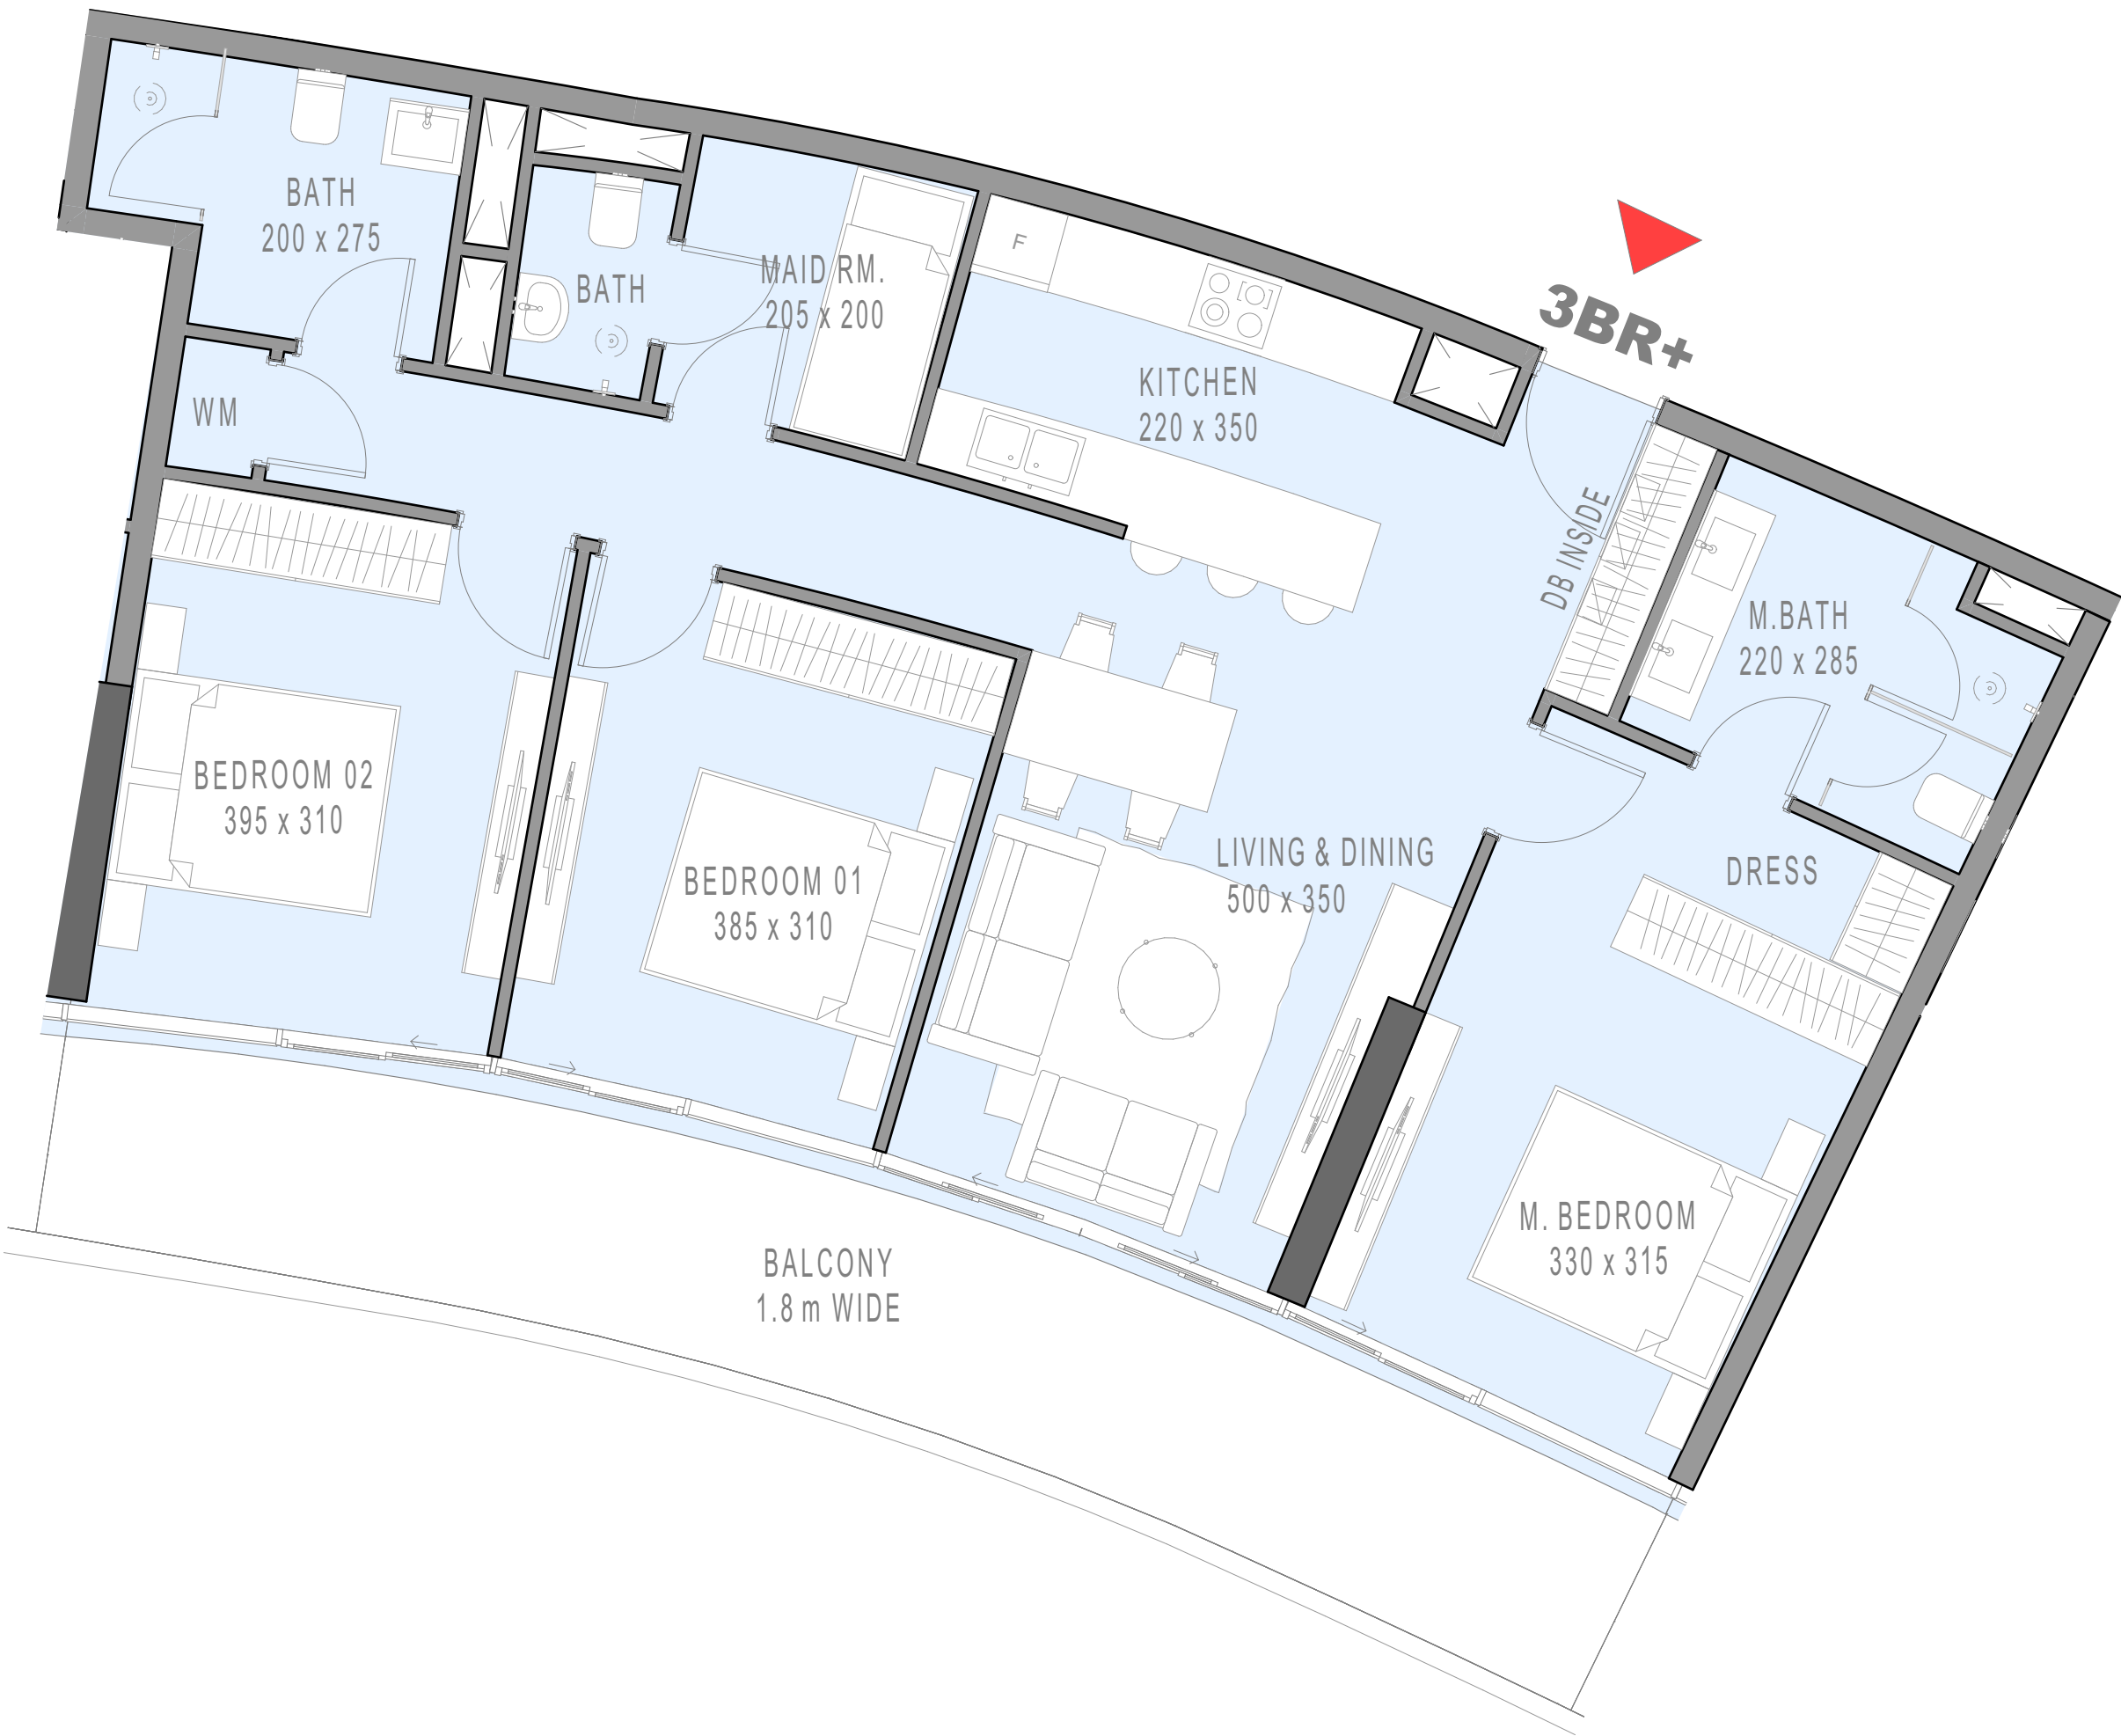 BATH
200 x 275
BATH
MAID RM.
205 x 200
F
3BR+
KITCHEN
220 x 350
WM
DB INSIDE
M.BATH
220 x 285
BEDROOM 02
395 x 310
BEDROOM 01
385 x 310
LIVING & DINING
500 x 350
DRESS
M. BEDROOM
330 x 315
BALCONY
1.8 m WIDE